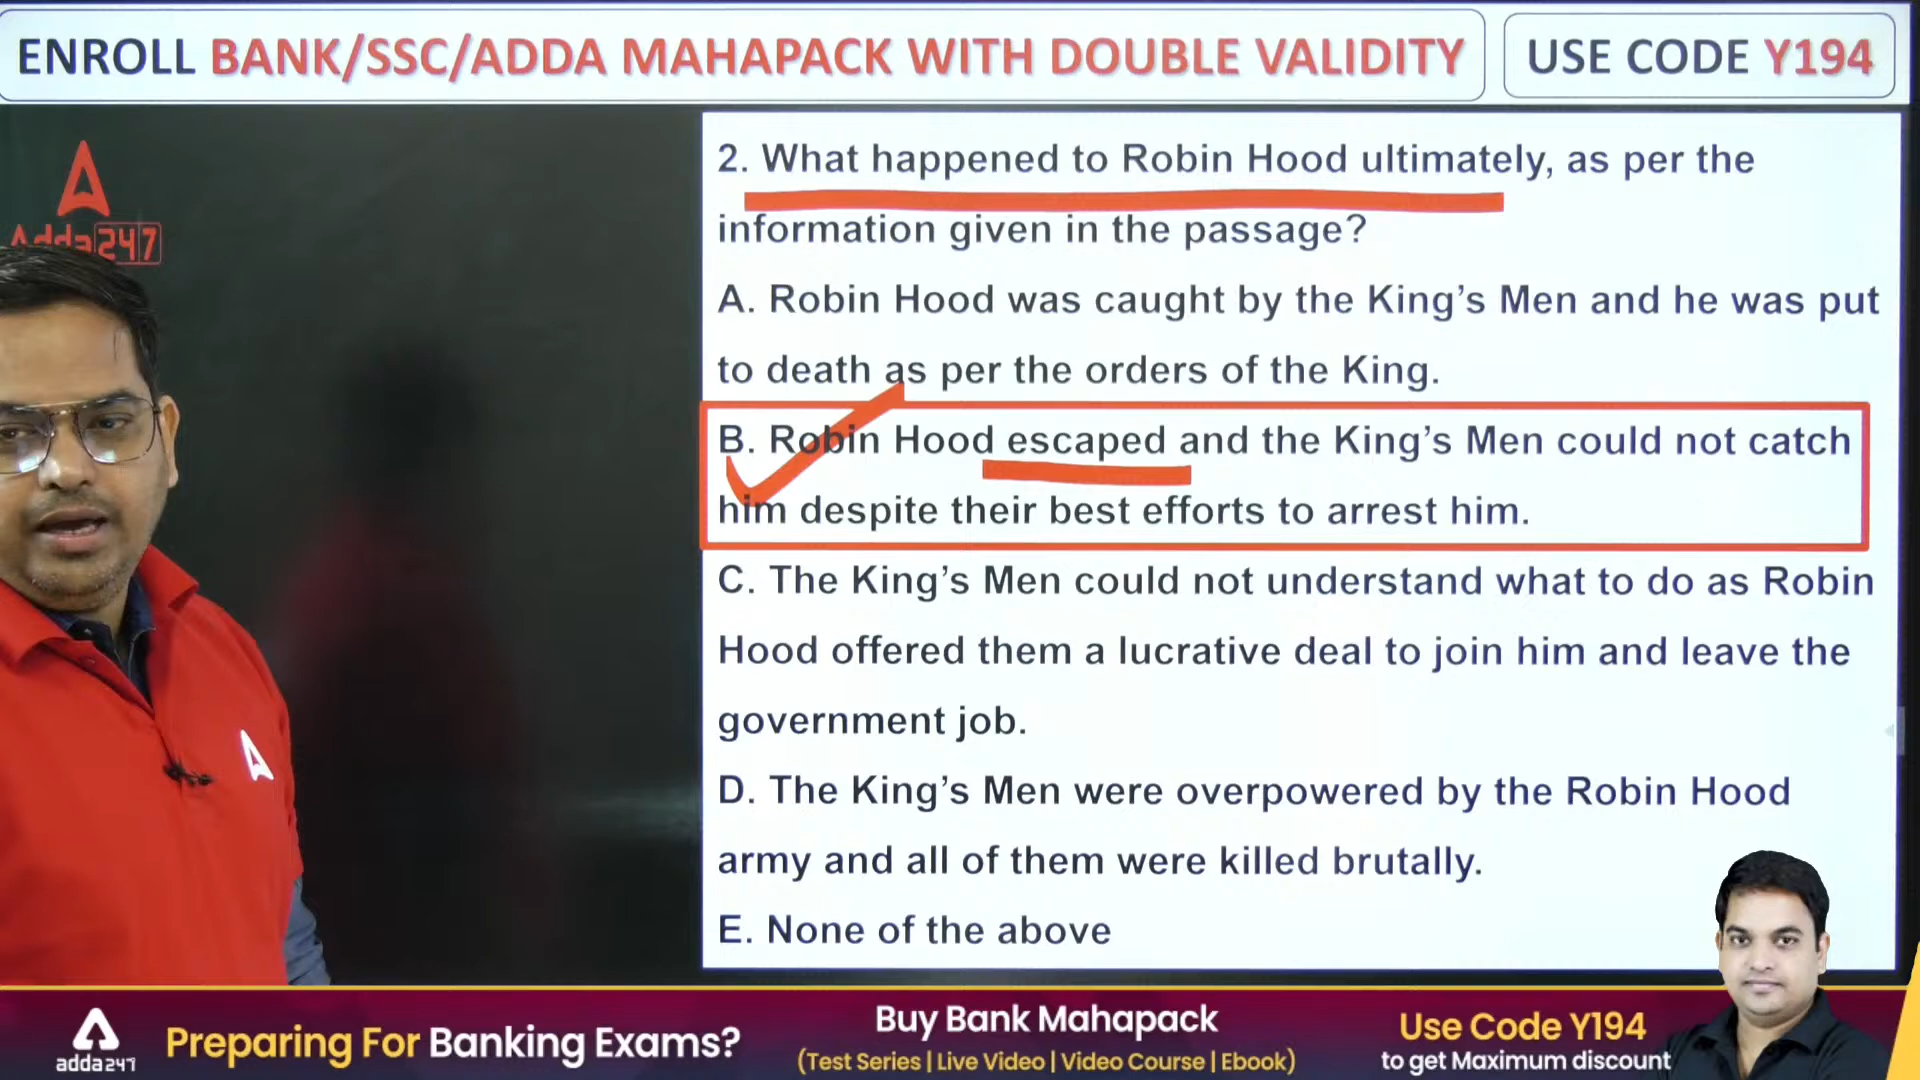 ENROLL BANK/SSC/ADDA MAHAPACK WITH DOUBLE VALIDITY
USE CODE Y194
Adda247
2. What happened to Robin Hood ultimately, as per the
information given in the passage?
A. Robin Hood was caught by the King’s Men and he was put
to death as per the orders of the King.
B. Robin Hood escaped and the King’s Men could not catch
him despite their best efforts to arrest him.
C. The King’s Men could not understand what to do as Robin
Hood offered them a lucrative deal to join him and leave the
government job.
D. The King’s Men were overpowered by the Robin Hood
army and all of them were killed brutally.
E. None of the above
adda247
Preparing For Banking Exams?
Buy Bank Mahapack
(Test Series | Live Video | Video Course | Ebook)
Use Code Y194
to get Maximum discount